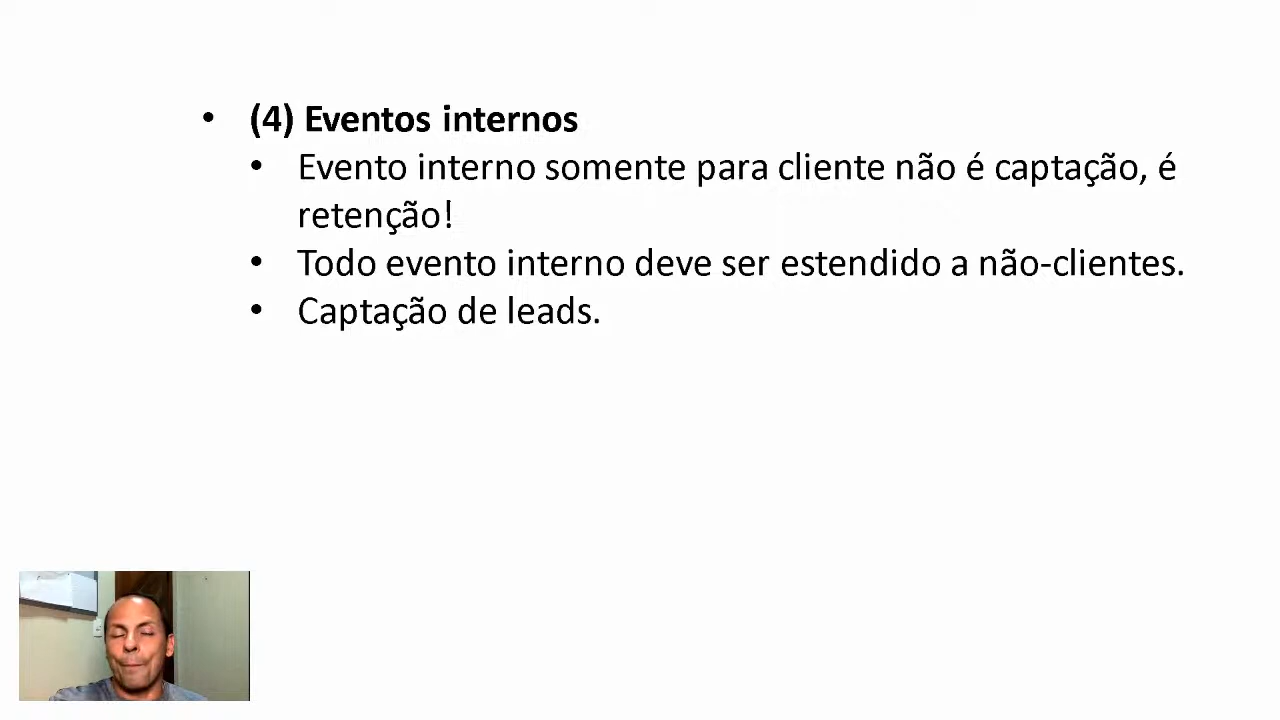 • (4) Eventos internos
• Evento interno somente para cliente não é captação, é
retenção!
• Todo evento interno deve ser estendido a não-clientes.
• Captação de leads.